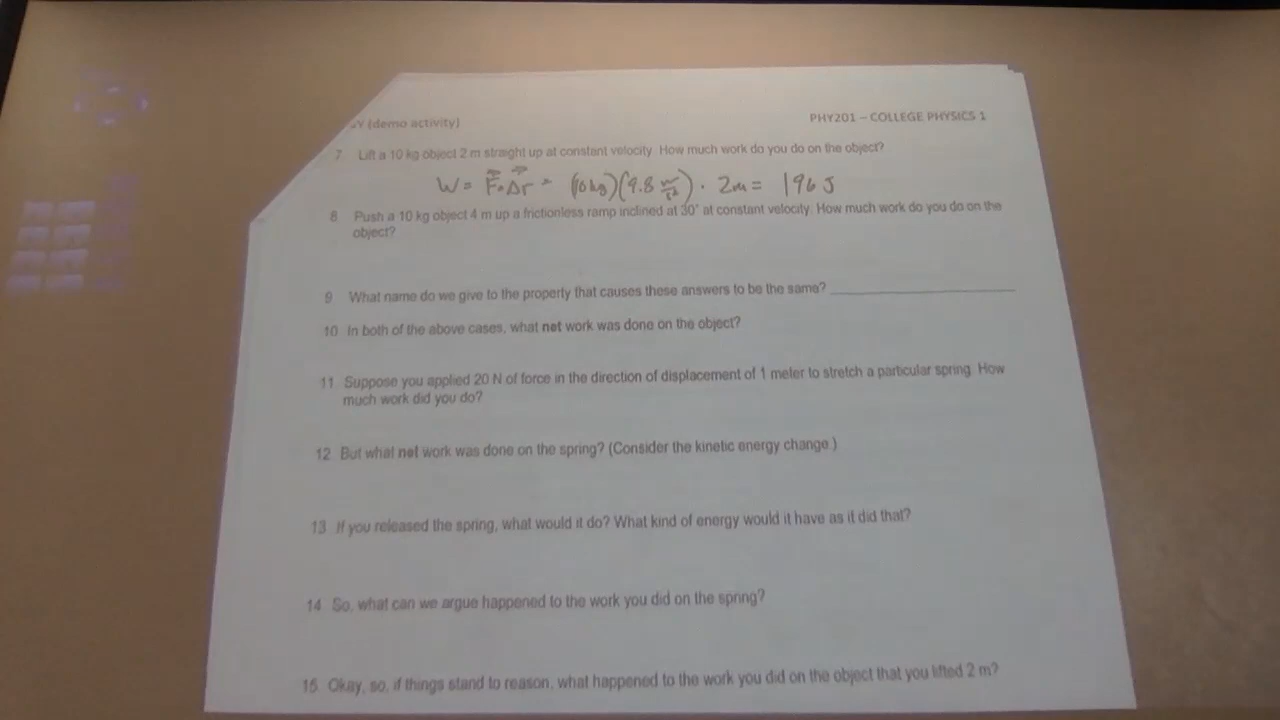 (demo activity)
PHY201 – COLLEGE PHYSICS 1
7 Lift a 10 kg object 2 m straight up at constant velocity. How much work do you do on the object?
W = F⃗·Δr⃗ = (10 kg)(9.8 m/s²) · 2m = 196 J
8 Push a 10 kg object 4 m up a frictionless ramp inclined at 30° at constant velocity. How much work do you do on the
object?
9 What name do we give to the property that causes these answers to be the same?
10 In both of the above cases, what net work was done on the object?
11 Suppose you applied 20 N of force in the direction of displacement of 1 meter to stretch a particular spring. How
much work did you do?
12 But what net work was done on the spring? (Consider the kinetic energy change.)
13 If you released the spring, what would it do? What kind of energy would it have as it did that?
14 So, what can we argue happened to the work you did on the spring?
15 Okay, so, if things stand to reason, what happened to the work you did on the object that you lifted 2 m?